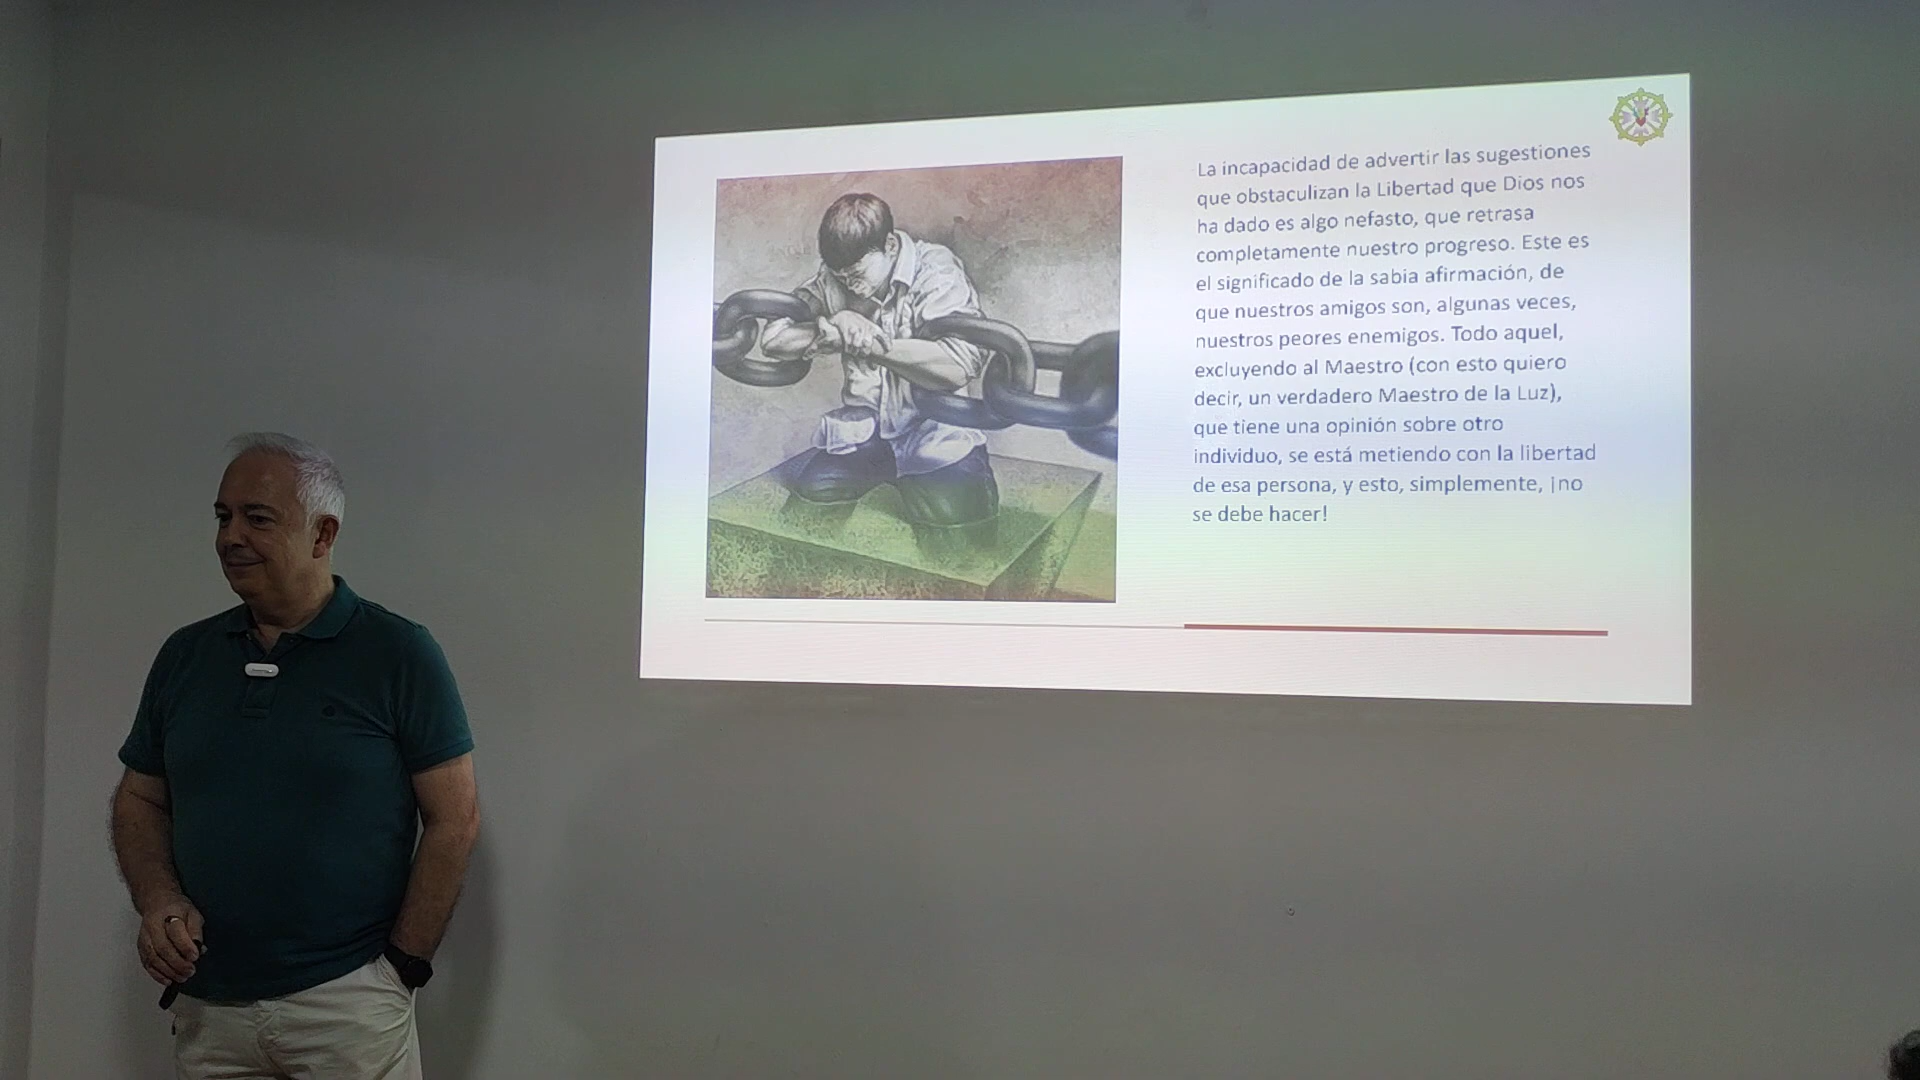 La incapacidad de advertir las sugestiones
que obstaculizan la Libertad que Dios nos
ha dado es algo nefasto, que retrasa
completamente nuestro progreso. Este es
el significado de la sabia afirmación, de
que nuestros amigos son, algunas veces,
nuestros peores enemigos. Todo aquel,
excluyendo al Maestro (con esto quiero
decir, un verdadero Maestro de la Luz),
que tiene una opinión sobre otro
individuo, se está metiendo con la libertad
de esa persona, y esto, simplemente, ¡no
se debe hacer!